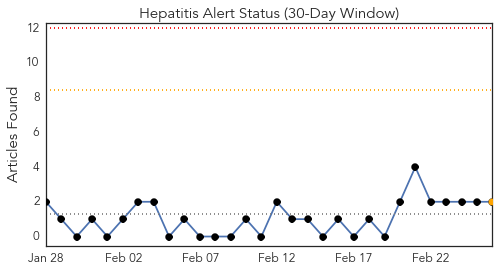 Hepatitis Alert Status (30-Day Window)
Articles Found
12
10
8
6
4
2
0
Jan 28
Feb 02
Feb 07
Feb 12
Feb 17
Feb 22